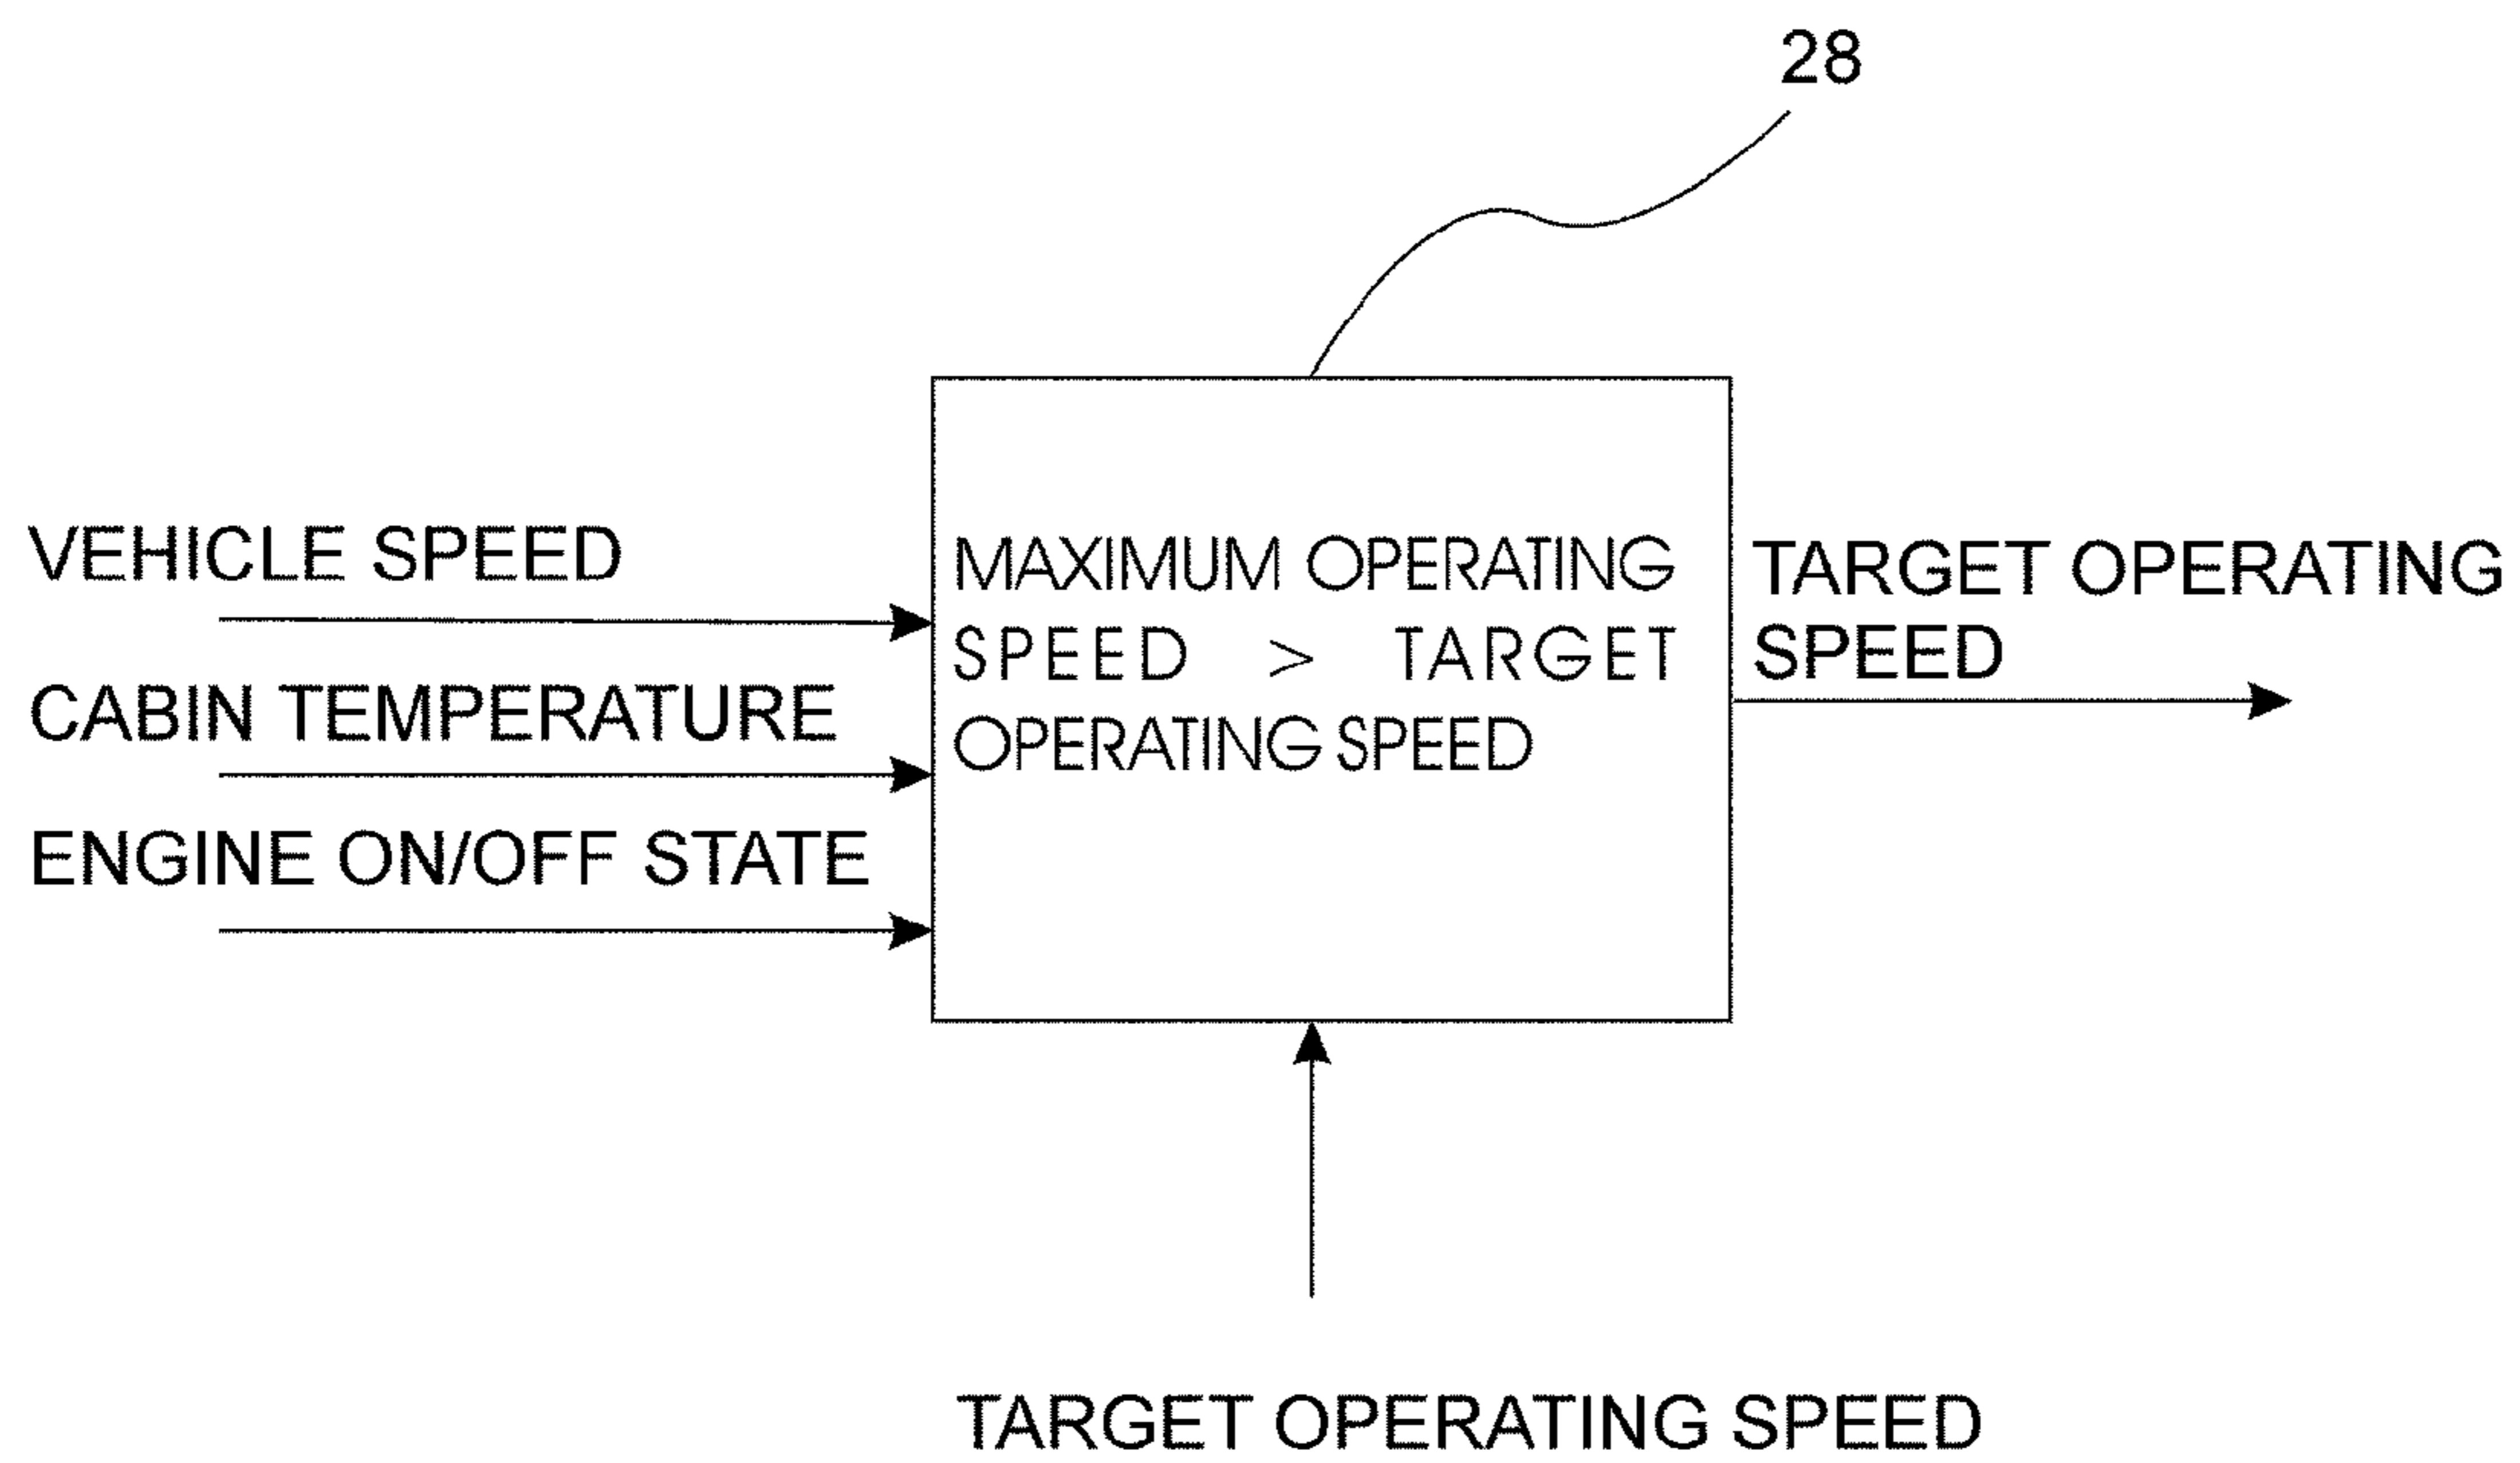 28
VEHICLE SPEED
CABIN TEMPERATURE
ENGINE ON/OFF STATE
MAXIMUM OPERATING
SPEED > TARGET
OPERATING SPEED
TARGET OPERATING
SPEED
TARGET OPERATING SPEED